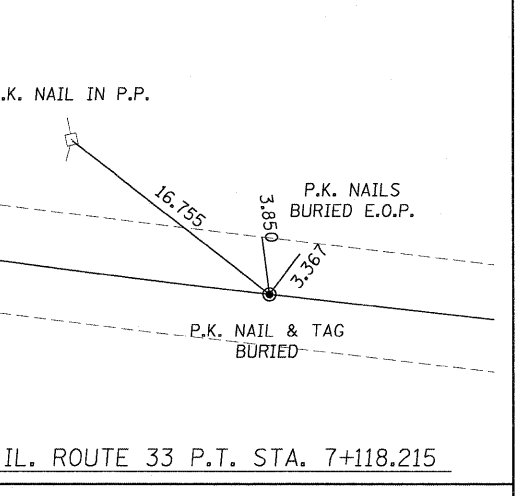 .K. NAIL IN P.P.
16.755
3.850
P.K. NAILS
BURIED E.O.P.
3.367
P.K. NAIL & TAG
BURIED
IL. ROUTE 33 P.T. STA. 7+118.215